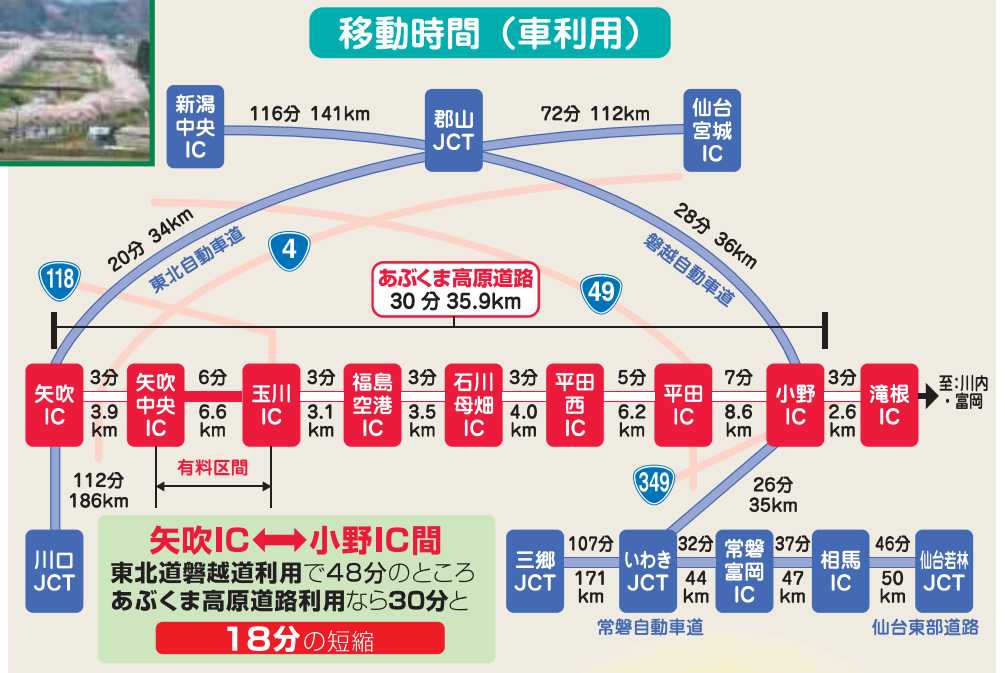 移動時間（車利用）
新潟
中央
IC
116分 141km
郡山
JCT
72分 112km
仙台
宮城
IC
20分 34km
東北自動車道
28分 36km
磐越自動車道
118
4
49
あぶくま高原道路
30分 35.9km
矢吹
IC
3分
3.9
km
矢吹
中央
IC
6分
6.6
km
玉川
IC
3分
3.1
km
福島
空港
IC
3分
3.5
km
石川
母畑
IC
3分
4.0
km
平田
西
IC
5分
6.2
km
平田
IC
7分
8.6
km
小野
IC
3分
2.6
km
滝根
IC
至:川内
・富岡
有料区間
112分
186km
349
26分
35km
川口
JCT
矢吹IC⟷小野IC間
東北道磐越道利用で48分のところ
あぶくま高原道路利用なら30分と
18分の短縮
三郷
JCT
107分
171
km
いわき
JCT
32分
44
km
常磐
富岡
IC
37分
47
km
相馬
IC
46分
50
km
仙台若林
JCT
常磐自動車道
仙台東部道路